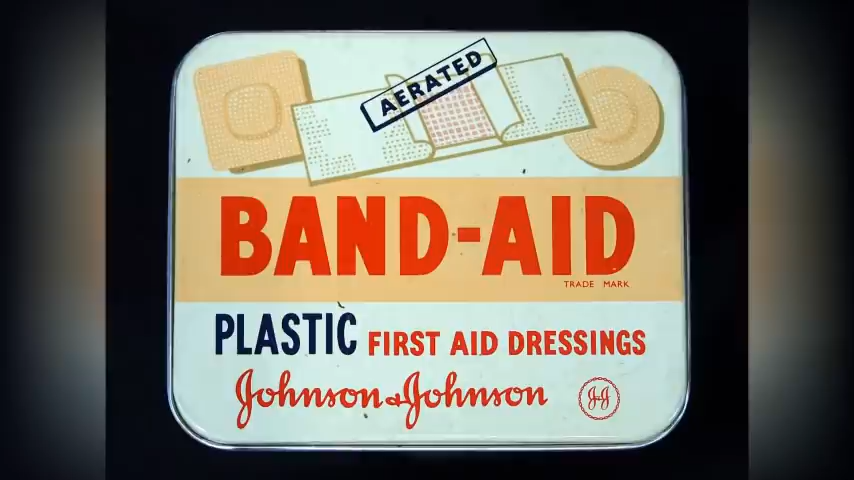 AERATED
BAND-AID
TRADE MARK
PLASTIC FIRST AID DRESSINGS
Johnson & Johnson
J&J